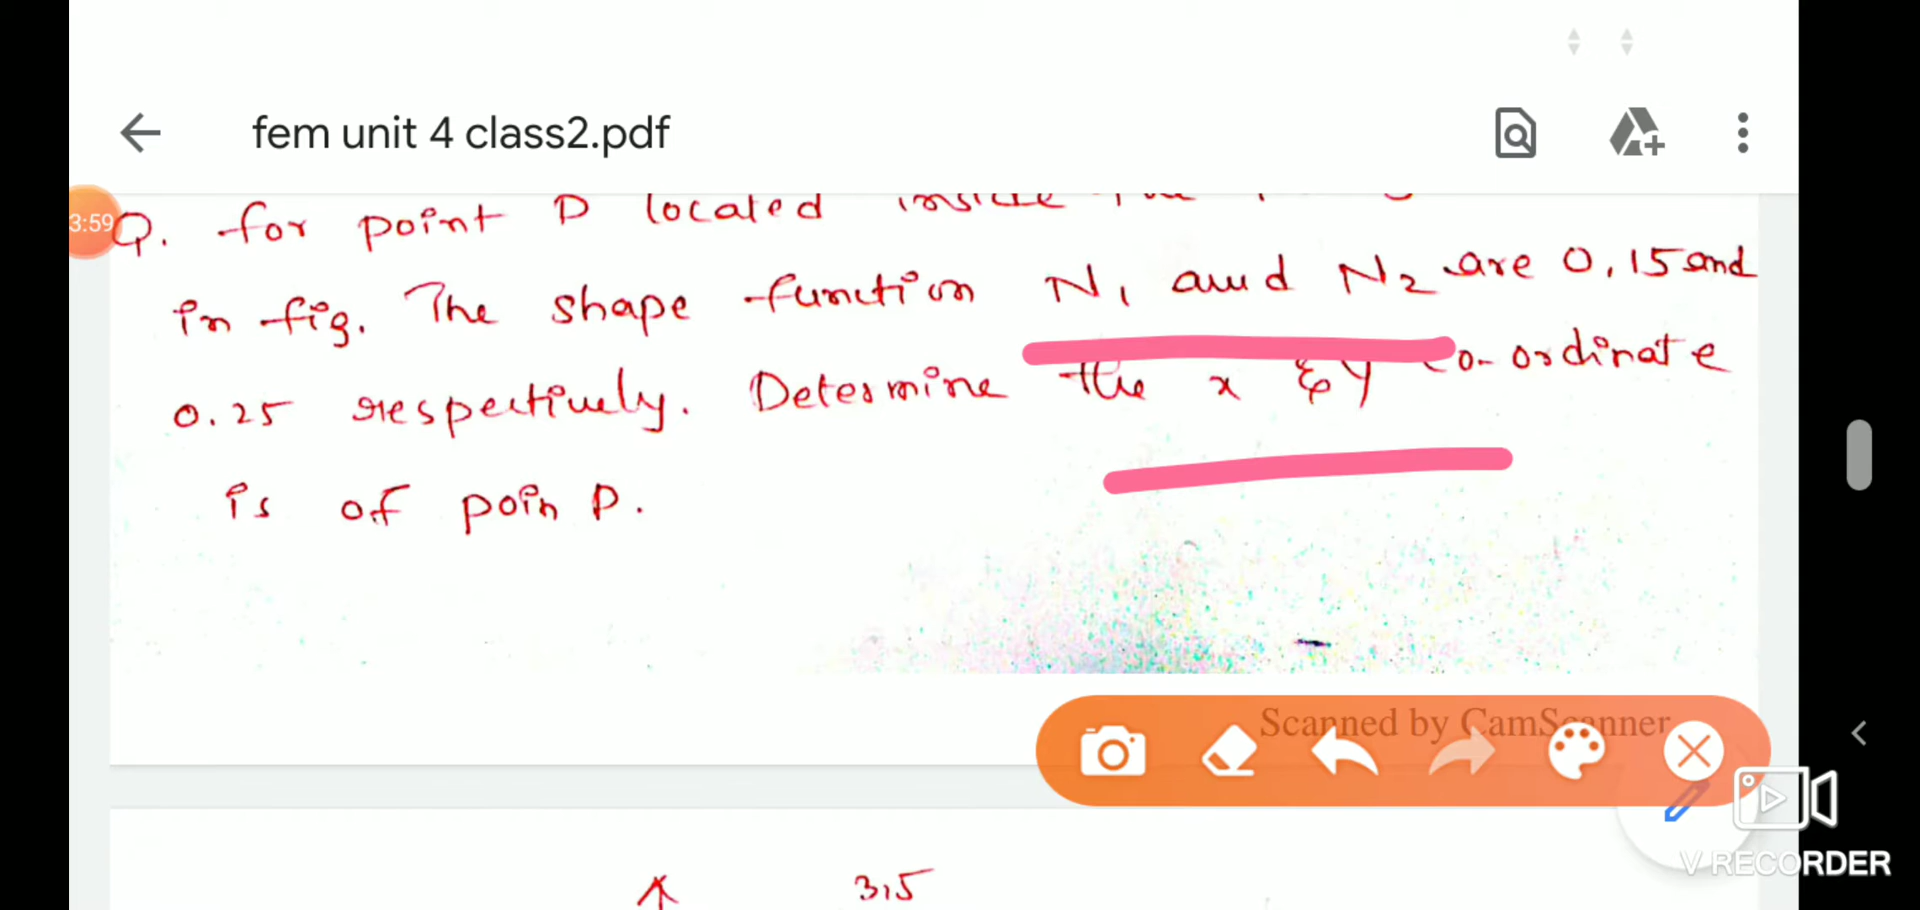 fem unit 4 class2.pdf
3:59
Q. for point P located inside the
in fig. The shape function N1 and N2 are 0.15 and
0.25 respectively. Determine the x & y co-ordinate
is of poin P.
Scanned by CamScanner
V RECORDER
3,5